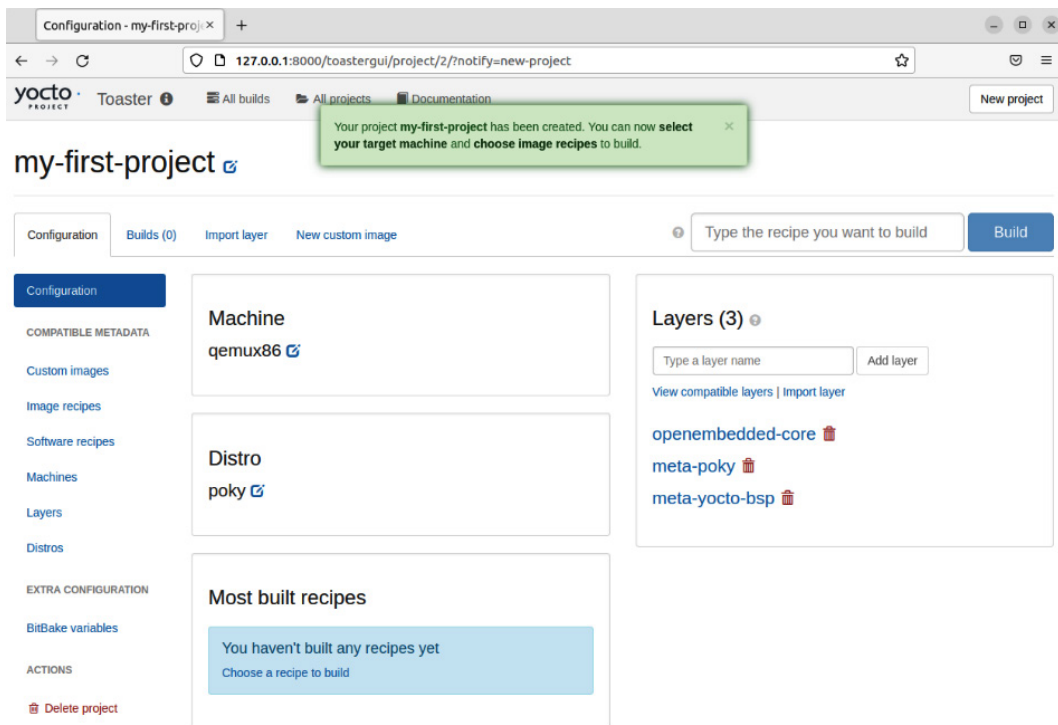 Configuration - my-first-proj
127.0.0.1:8000/toastergui/project/2/?notify=new-project
yocto
PROJECT
Toaster
All builds
All projects
Documentation
New project
Your project my-first-project has been created. You can now select
your target machine and choose image recipes to build.
my-first-project
Configuration
Builds (0)
Import layer
New custom image
Type the recipe you want to build
Build
Configuration
COMPATIBLE METADATA
Custom images
Image recipes
Software recipes
Machines
Layers
Distros
EXTRA CONFIGURATION
BitBake variables
ACTIONS
Delete project
Machine
qemux86
Distro
poky
Most built recipes
You haven't built any recipes yet
Choose a recipe to build
Layers (3)
Type a layer name
Add layer
View compatible layers | Import layer
openembedded-core
meta-poky
meta-yocto-bsp